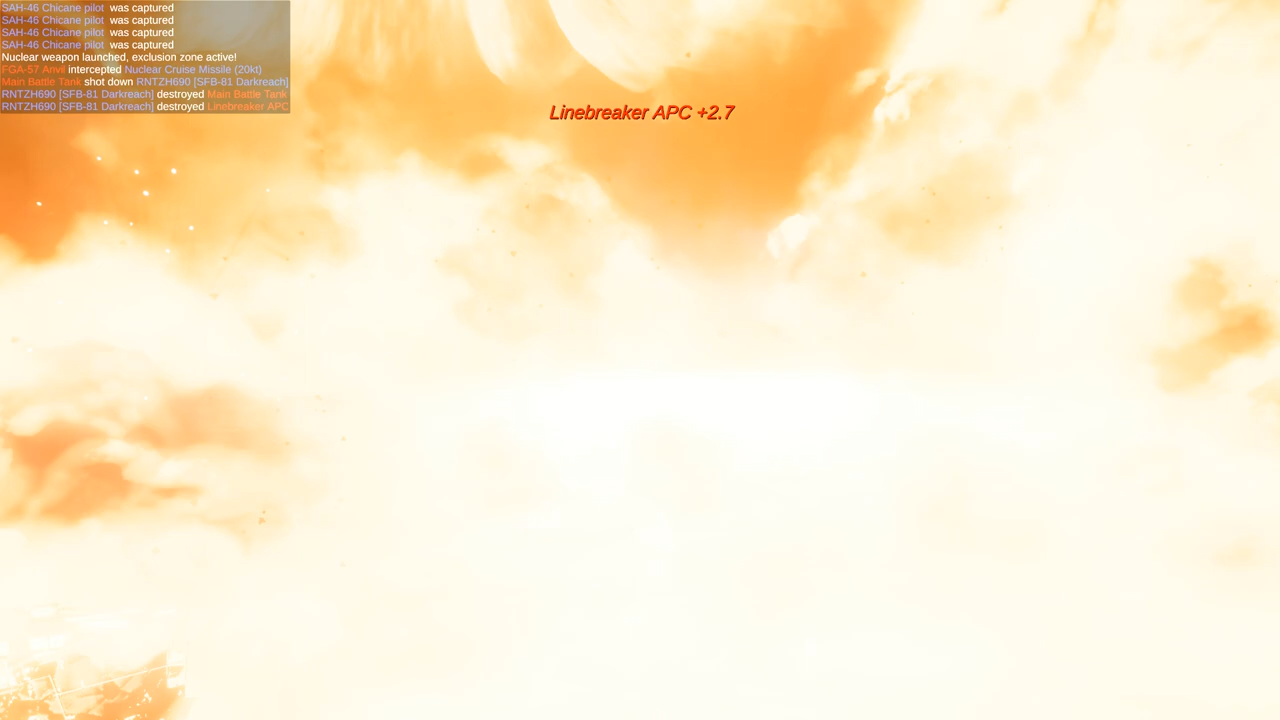 SAH-46 Chicane pilot was captured
SAH-46 Chicane pilot was captured
SAH-46 Chicane pilot was captured
SAH-46 Chicane pilot was captured
Nuclear weapon launched, exclusion zone active!
FGA-57 Anvil intercepted Nuclear Cruise Missile (20kt)
Main Battle Tank shot down RNTZH690 [SFB-81 Darkreach]
RNTZH690 [SFB-81 Darkreach] destroyed Main Battle Tank
RNTZH690 [SFB-81 Darkreach] destroyed Linebreaker APC
Linebreaker APC +2.7